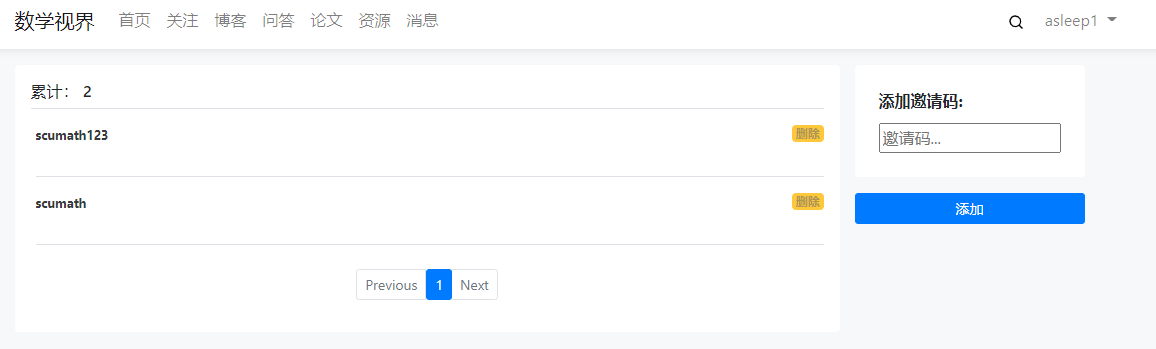 数学视界 首页 关注 博客 问答 论文 资源 消息 asleep1
累计： 2
scumath123 删除
scumath 删除
Previous 1 Next
添加邀请码:
邀请码...
添加